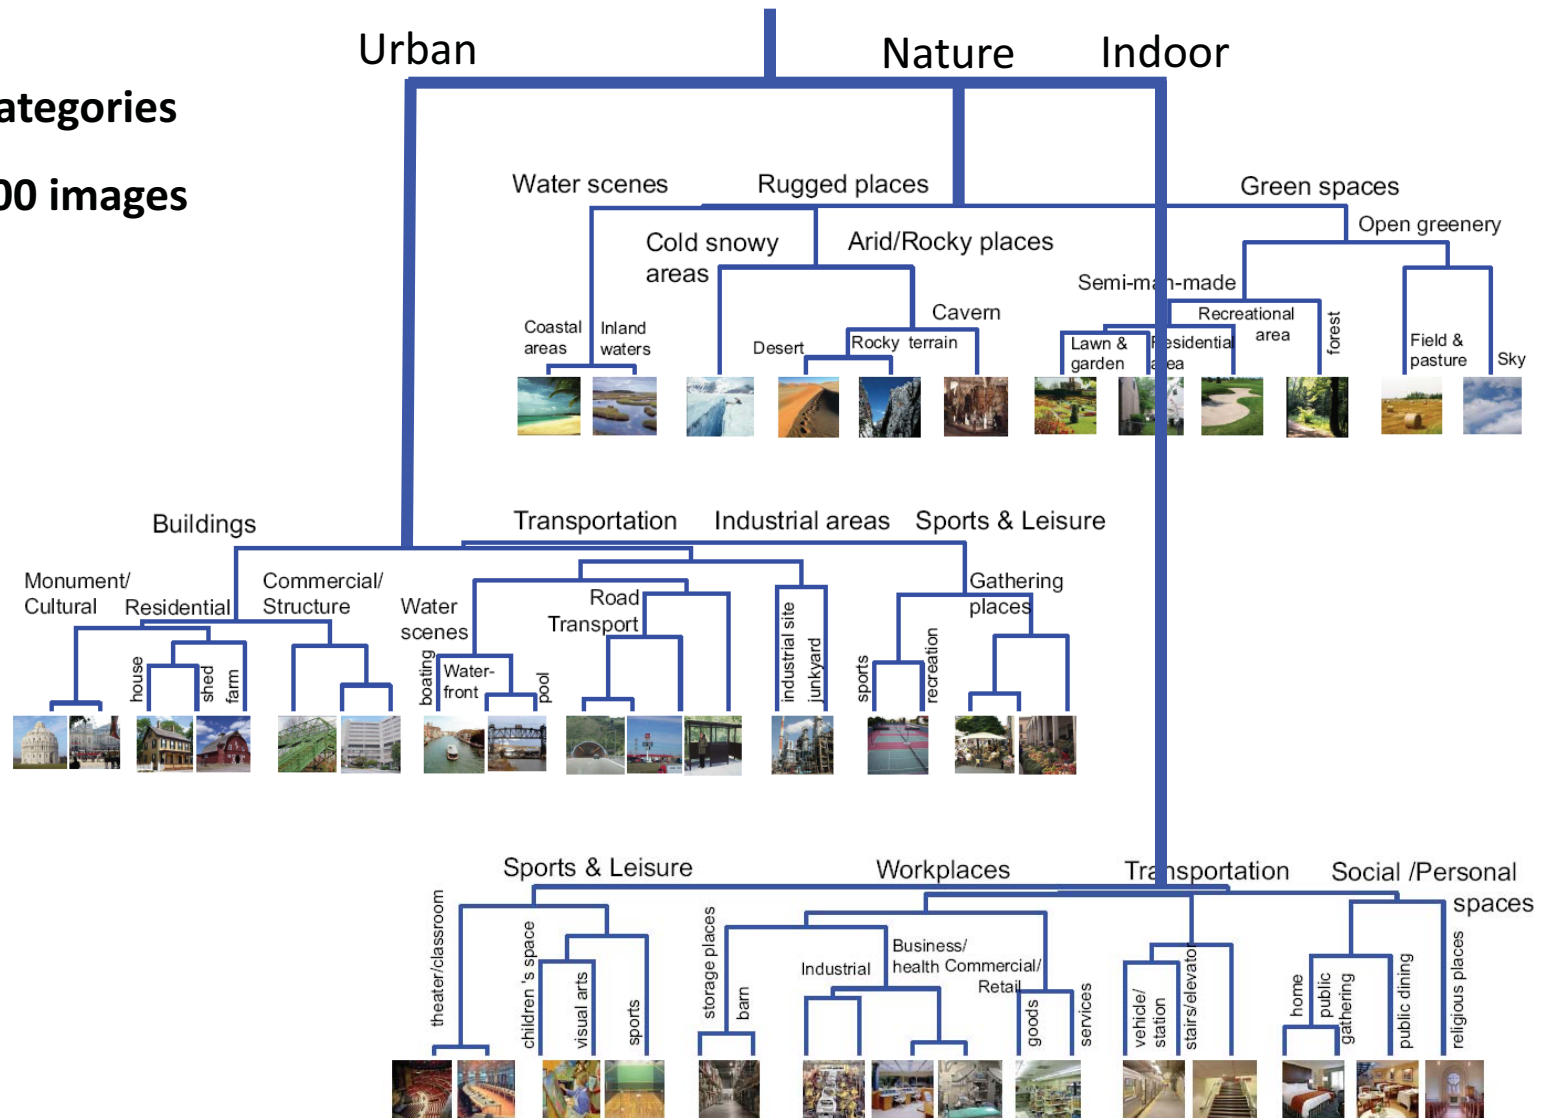 Urban
Nature
Indoor
ategories
00 images
Water scenes
Rugged places
Green spaces
Cold snowy
areas
Arid/Rocky places
Open greenery
Semi-man-made
Coastal
areas
Inland
waters
Desert
Rocky terrain
Cavern
Lawn &
garden
Residential
area
Recreational
area
forest
Field &
pasture
Sky
Buildings
Transportation
Industrial areas
Sports & Leisure
Monument/
Cultural
Residential
Commercial/
Structure
house
shed
farm
Water
scenes
boating
Water-
front
pool
Road
Transport
industrial site
junkyard
Gathering
places
sports
recreation
Sports & Leisure
Workplaces
Transportation
Social /Personal
spaces
theater/classroom
children 's space
visual arts
sports
storage places
barn
Industrial
Business/
health
Commercial/
Retail
goods
services
vehicle/
station
stairs/elevator
home
public
gathering
public dining
religious places